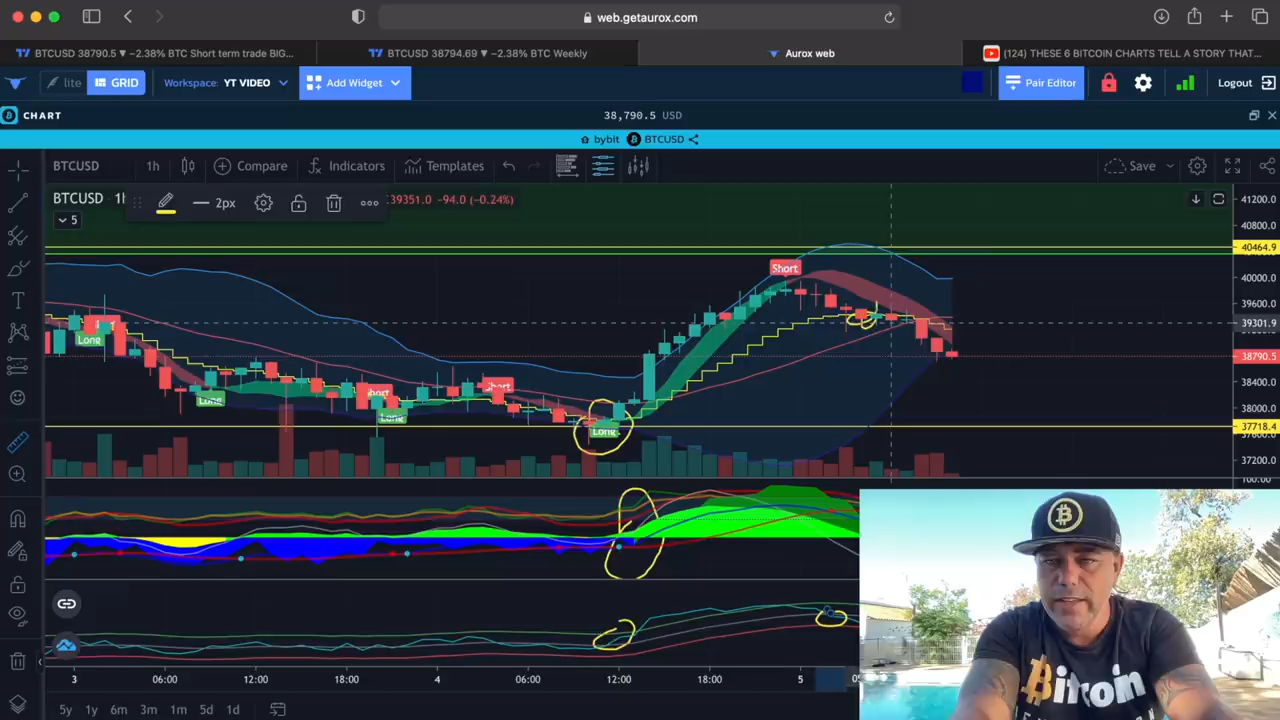 web.getaurox.com
BTCUSD 38790.5 ▼ −2.38% BTC Short term trade BIG...
BTCUSD 38794.69 ▼ −2.38% BTC Weekly
Aurox web
(124) THESE 6 BITCOIN CHARTS TELL A STORY THAT...
lite
GRID
Workspace: YT VIDEO
Add Widget
Pair Editor
Logout
CHART
38,790.5 USD
bybit BTCUSD
BTCUSD 1h Compare Indicators Templates Save
BTCUSD 1h
2px
39351.0 −94.0 (−0.24%)
5
41200.0
40800.0
40464.9
40000.0
39600.0
39301.9
38790.5
38400.0
38000.0
37718.4
37600.0
37200.0
100.00
Short
Long
Long
Short
Long
Short
Long
3 06:00 12:00 18:00 4 06:00 12:00 18:00 5
5y 1y 6m 3m 1m 5d 1d
Bitcoin